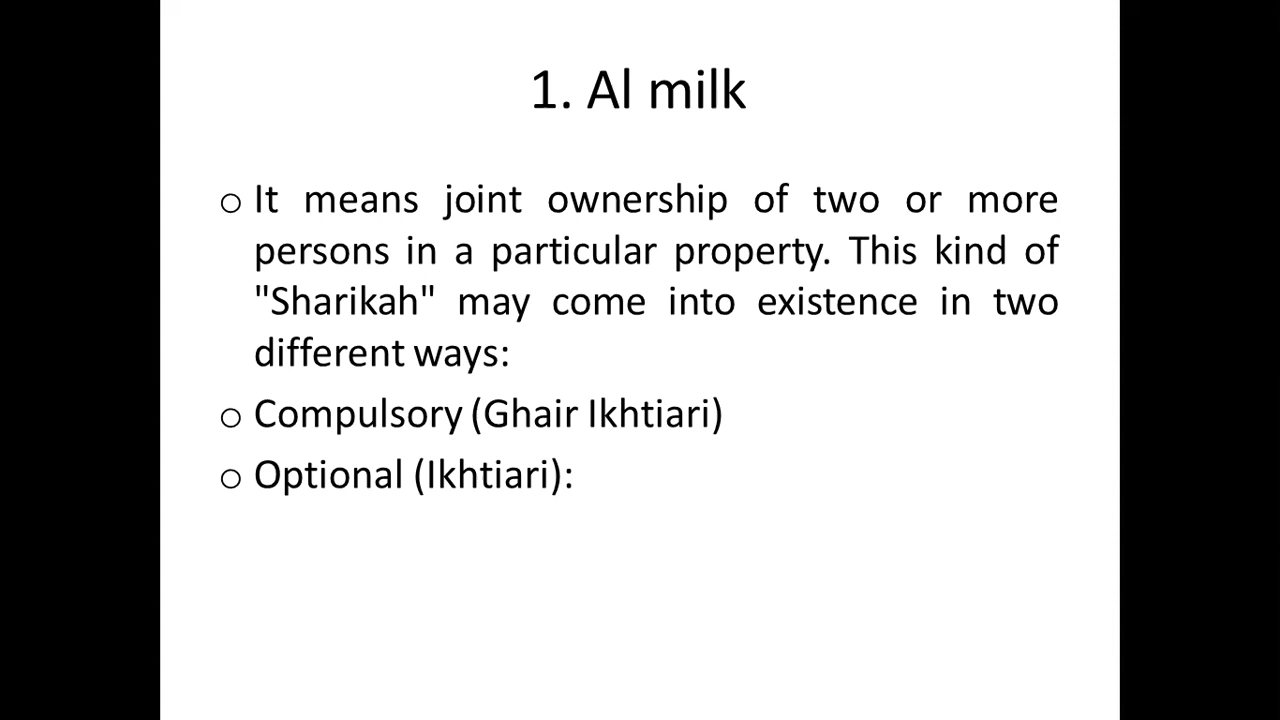 1. Al milk
o It means joint ownership of two or more
persons in a particular property. This kind of
"Sharikah" may come into existence in two
different ways:
o Compulsory (Ghair Ikhtiari)
o Optional (Ikhtiari):